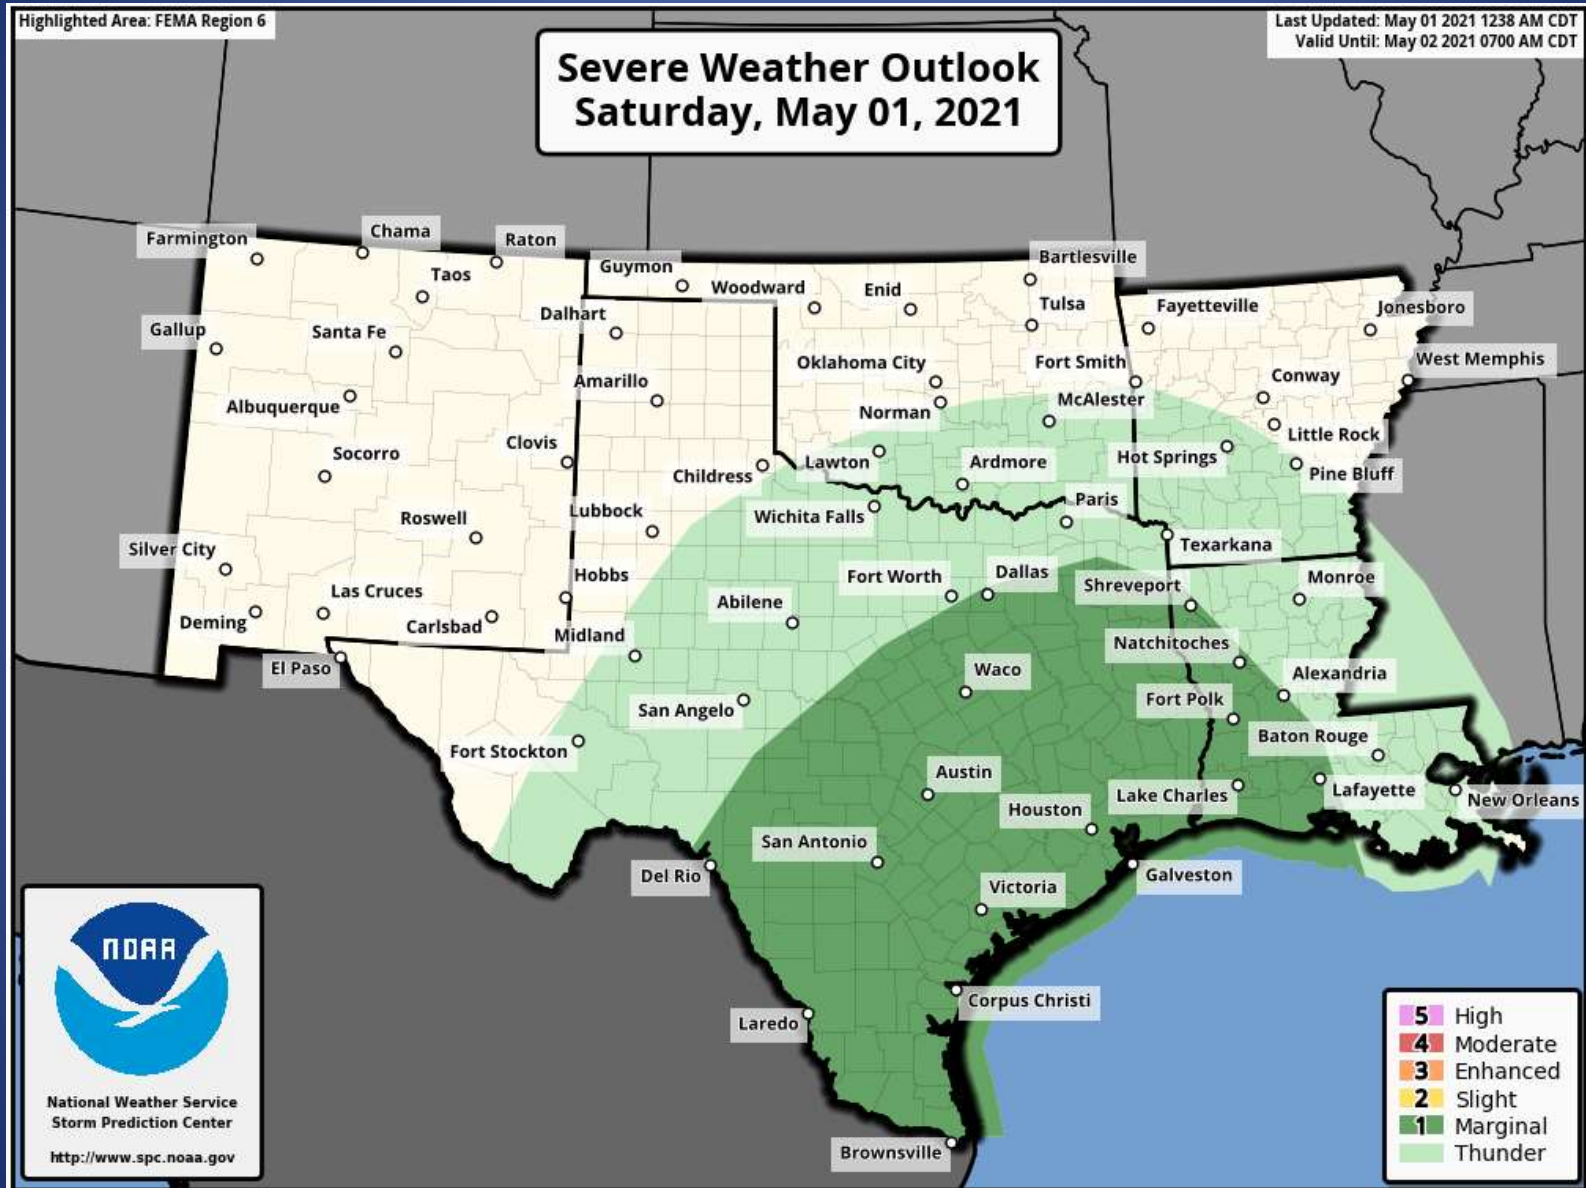 Highlighted Area: FEMA Region 6
Last Updated: May 01 2021 1238 AM CDT
Valid Until: May 02 2021 0700 AM CDT
Severe Weather Outlook
Saturday, May 01, 2021
Farmington
Chama
Raton
Taos
Guymon
Woodward
Enid
Bartlesville
Tulsa
Fayetteville
Jonesboro
Gallup
Santa Fe
Dalhart
Oklahoma City
Fort Smith
West Memphis
Albuquerque
Amarillo
Norman
McAlester
Conway
Little Rock
Socorro
Clovis
Childress
Lawton
Ardmore
Hot Springs
Pine Bluff
Roswell
Lubbock
Wichita Falls
Paris
Texarkana
Silver City
Las Cruces
Hobbs
Fort Worth
Dallas
Shreveport
Monroe
Deming
Carlsbad
Midland
Abilene
Natchitoches
El Paso
Waco
Alexandria
San Angelo
Fort Polk
Fort Stockton
Baton Rouge
Austin
Houston
Lake Charles
Lafayette
New Orleans
San Antonio
Del Rio
Victoria
Galveston
Corpus Christi
Laredo
Brownsville
NOAA
National Weather Service
Storm Prediction Center
http://www.spc.noaa.gov
5 High
4 Moderate
3 Enhanced
2 Slight
1 Marginal
Thunder